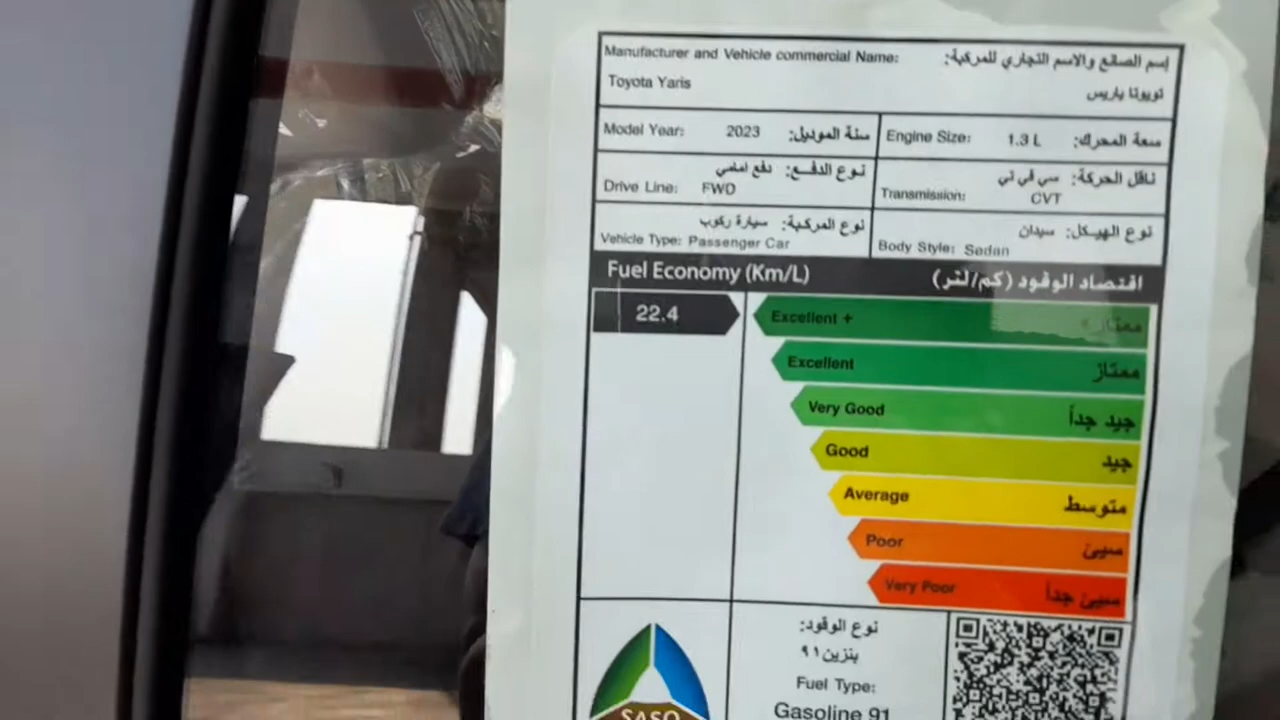 Manufacturer and Vehicle commercial Name: إسم الصانع والاسم التجاري للمركبة:
Toyota Yaris تويوتا ياريس
Model Year: 2023 سنة الموديل:
Engine Size: 1.3 L سعة المحرك:
نوع الدفع: دفع امامي
Drive Line: FWD
ناقل الحركة: سي في تي
Transmission: CVT
نوع المركبة: سيارة ركوب
Vehicle Type: Passenger Car
نوع الهيكل: سيدان
Body Style: Sedan
Fuel Economy (Km/L) اقتصاد الوقود (كم/لتر)
22.4
Excellent +
Excellent ممتاز
Very Good جيد جداً
Good جيد
Average متوسط
Poor سيئ
Very Poor سيئ جداً
نوع الوقود:
بنزين ٩١
Fuel Type:
Gasoline 91
SASO